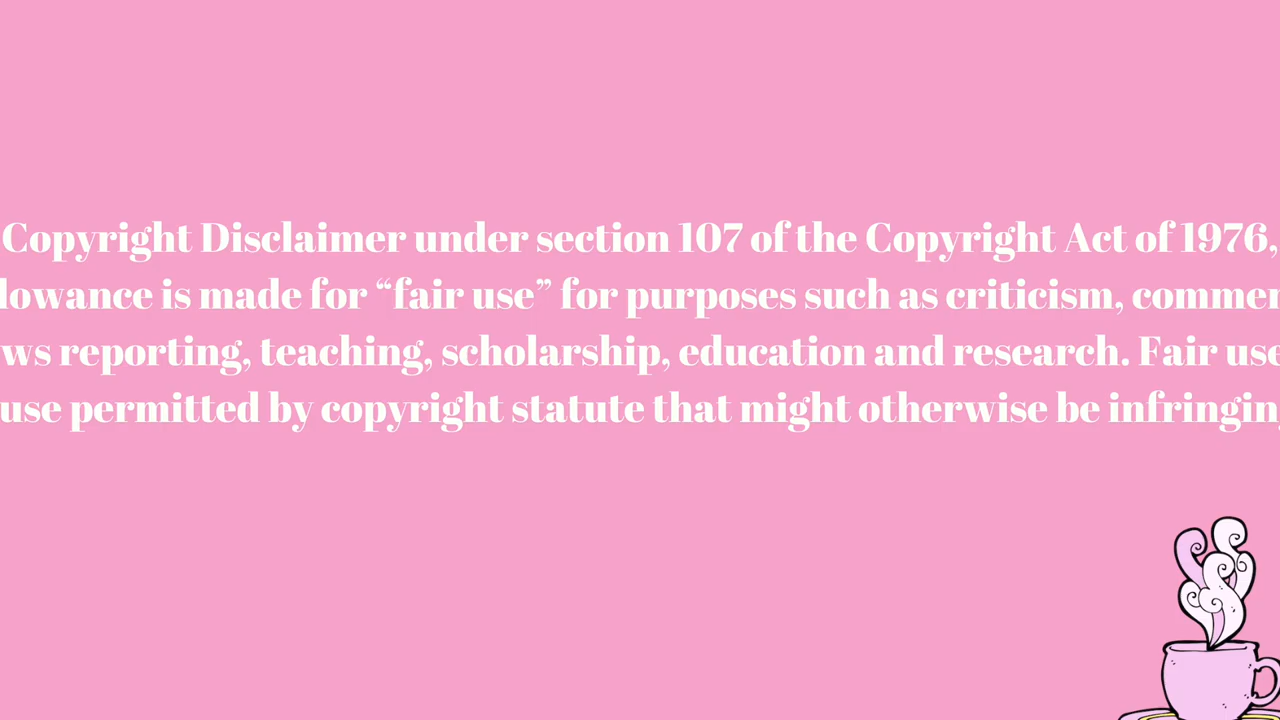 Copyright Disclaimer under section 107 of the Copyright Act of 1976,
lowance is made for “fair use” for purposes such as criticism, commen
ws reporting, teaching, scholarship, education and research. Fair use
use permitted by copyright statute that might otherwise be infringing